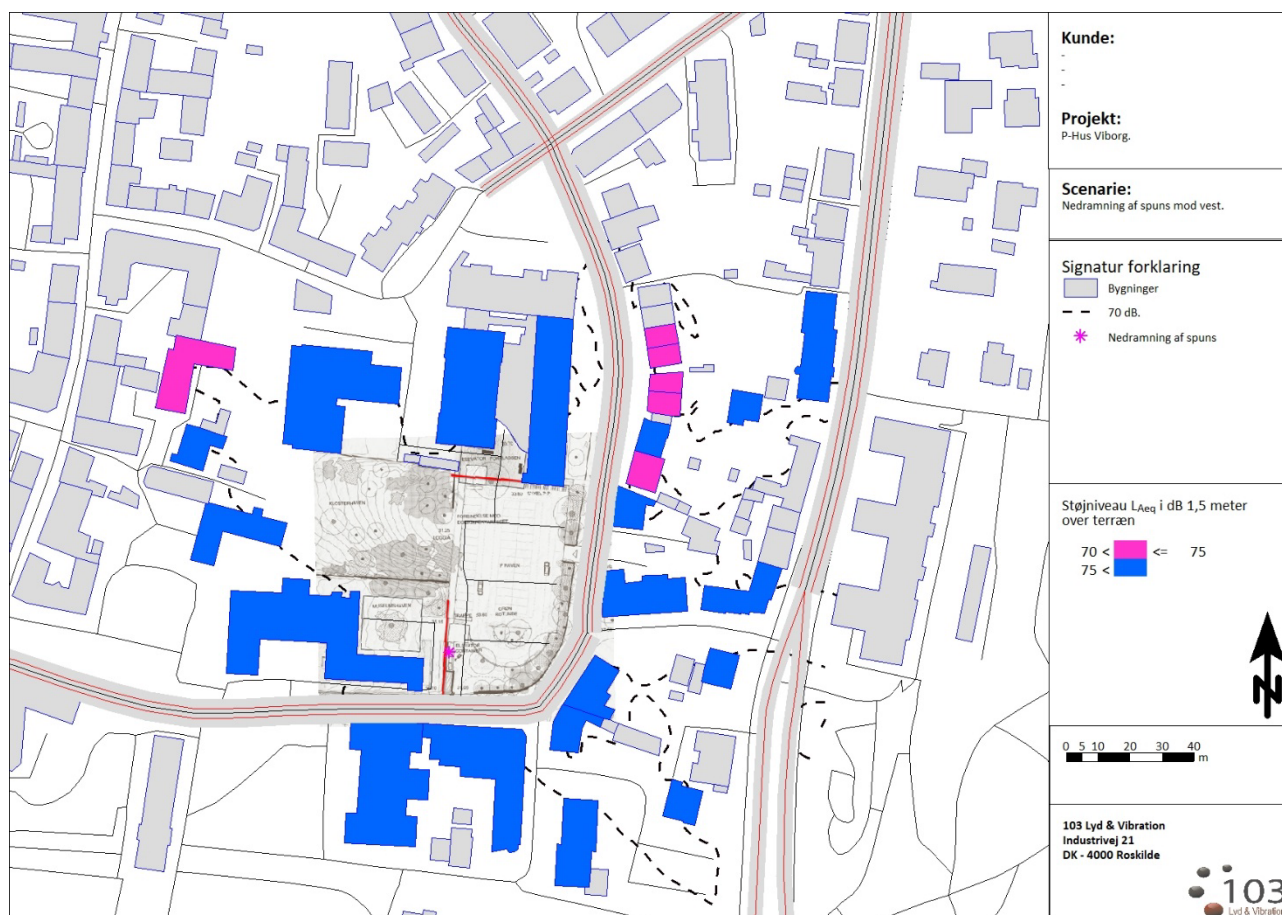 Kunde:
-
-
-
-
Projekt:
P-Hus Viborg.
Scenarie:
Nedramning af spuns mod vest.
Signatur forklaring
Bygninger
70 dB.
Nedramning af spuns
Støjniveau LAeq i dB 1,5 meter
over terræn
70 < <= 75
75 <
N
0 5 10 20 30 40
m
103 Lyd & Vibration
Industrivej 21
DK - 4000 Roskilde
103
Lyd & Vibration